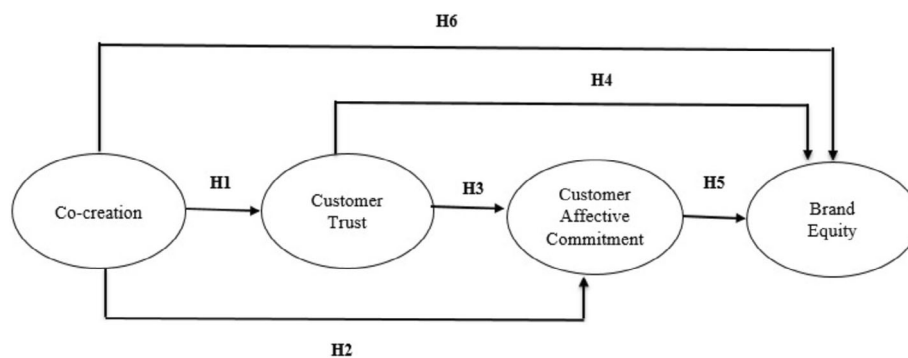 H6
H4
H1
H3
H5
Co-creation
Customer
Trust
Customer
Affective
Commitment
Brand
Equity
H2